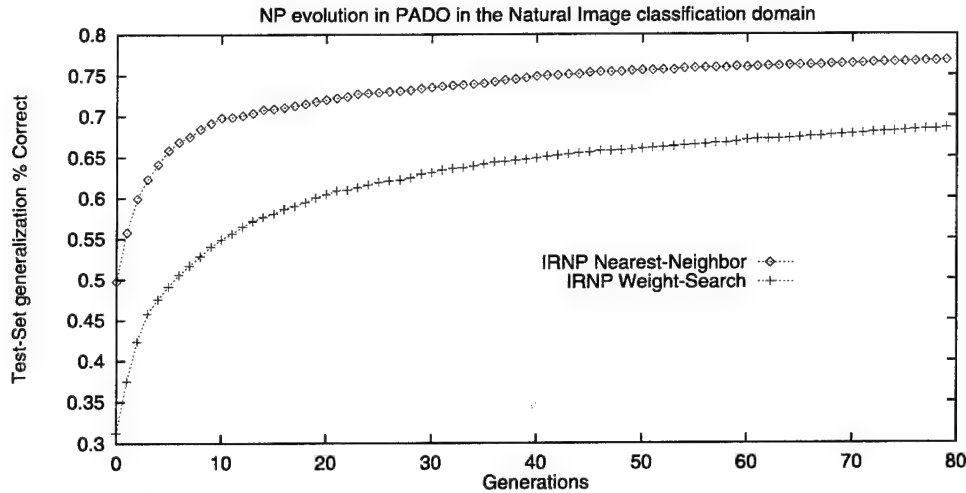 NP evolution in PADO in the Natural Image classification domain
0.8
0.75
0.7
0.65
0.6
0.55
0.5
0.45
0.4
0.35
0.3
Test-Set generalization % Correct
IRNP Nearest-Neighbor
IRNP Weight-Search
0 10 20 30 40 50 60 70 80
Generations